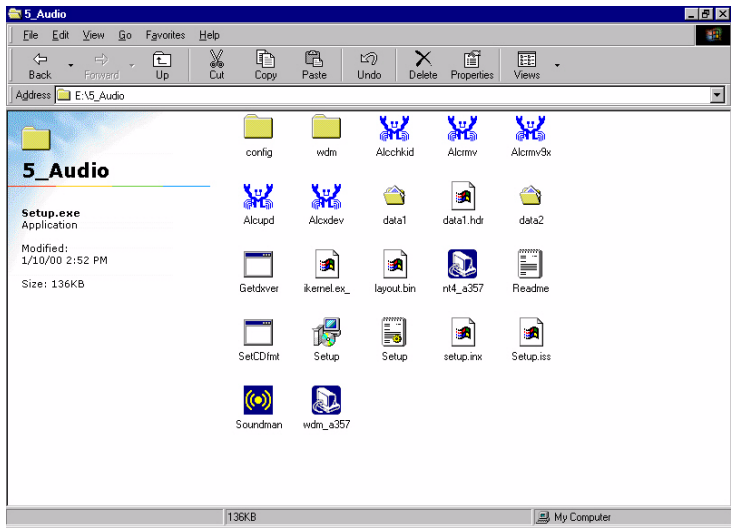 5_Audio
File Edit View Go Favorites Help
Back Forward Up Cut Copy Paste Undo Delete Properties Views
Address E:\5_Audio
5_Audio
Setup.exe
Application
Modified:
1/10/00 2:52 PM
Size: 136KB
config wdm Alcchkid Alcrmv Alcrmv9x
Alcupd Alcxdev data1 data1.hdr data2
Getdxver ikernel.ex_ layout.bin nt4_a357 Readme
SetCDfmt Setup Setup setup.inx Setup.iss
Soundman wdm_a357
136KB My Computer